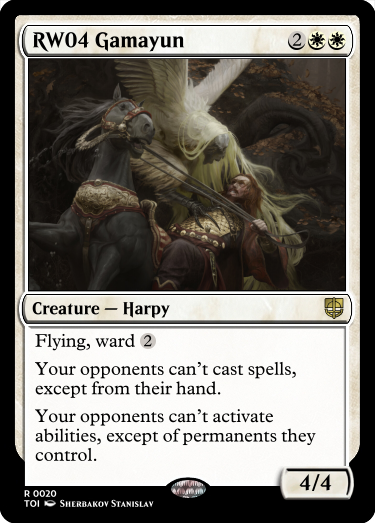 RW04 Gamayun 2
Creature — Harpy
Flying, ward 2
Your opponents can't cast spells,
except from their hand.
Your opponents can't activate
abilities, except of permanents they
control.
4/4
R 0020
TOI Sherbakov Stanislav